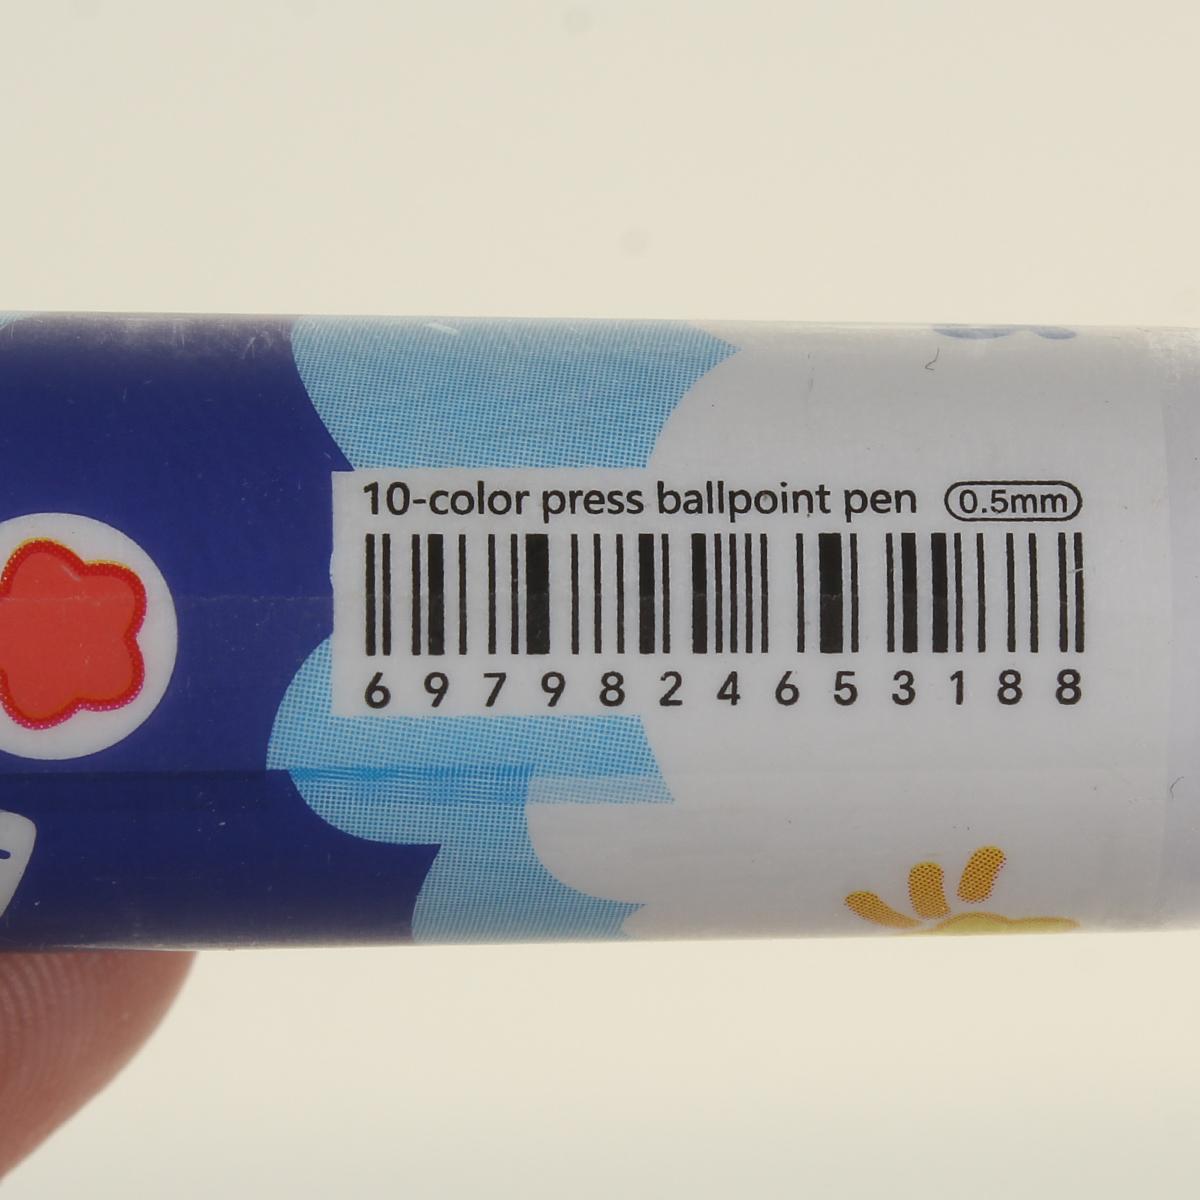 10-color press ballpoint pen 0.5mm
6979824653188